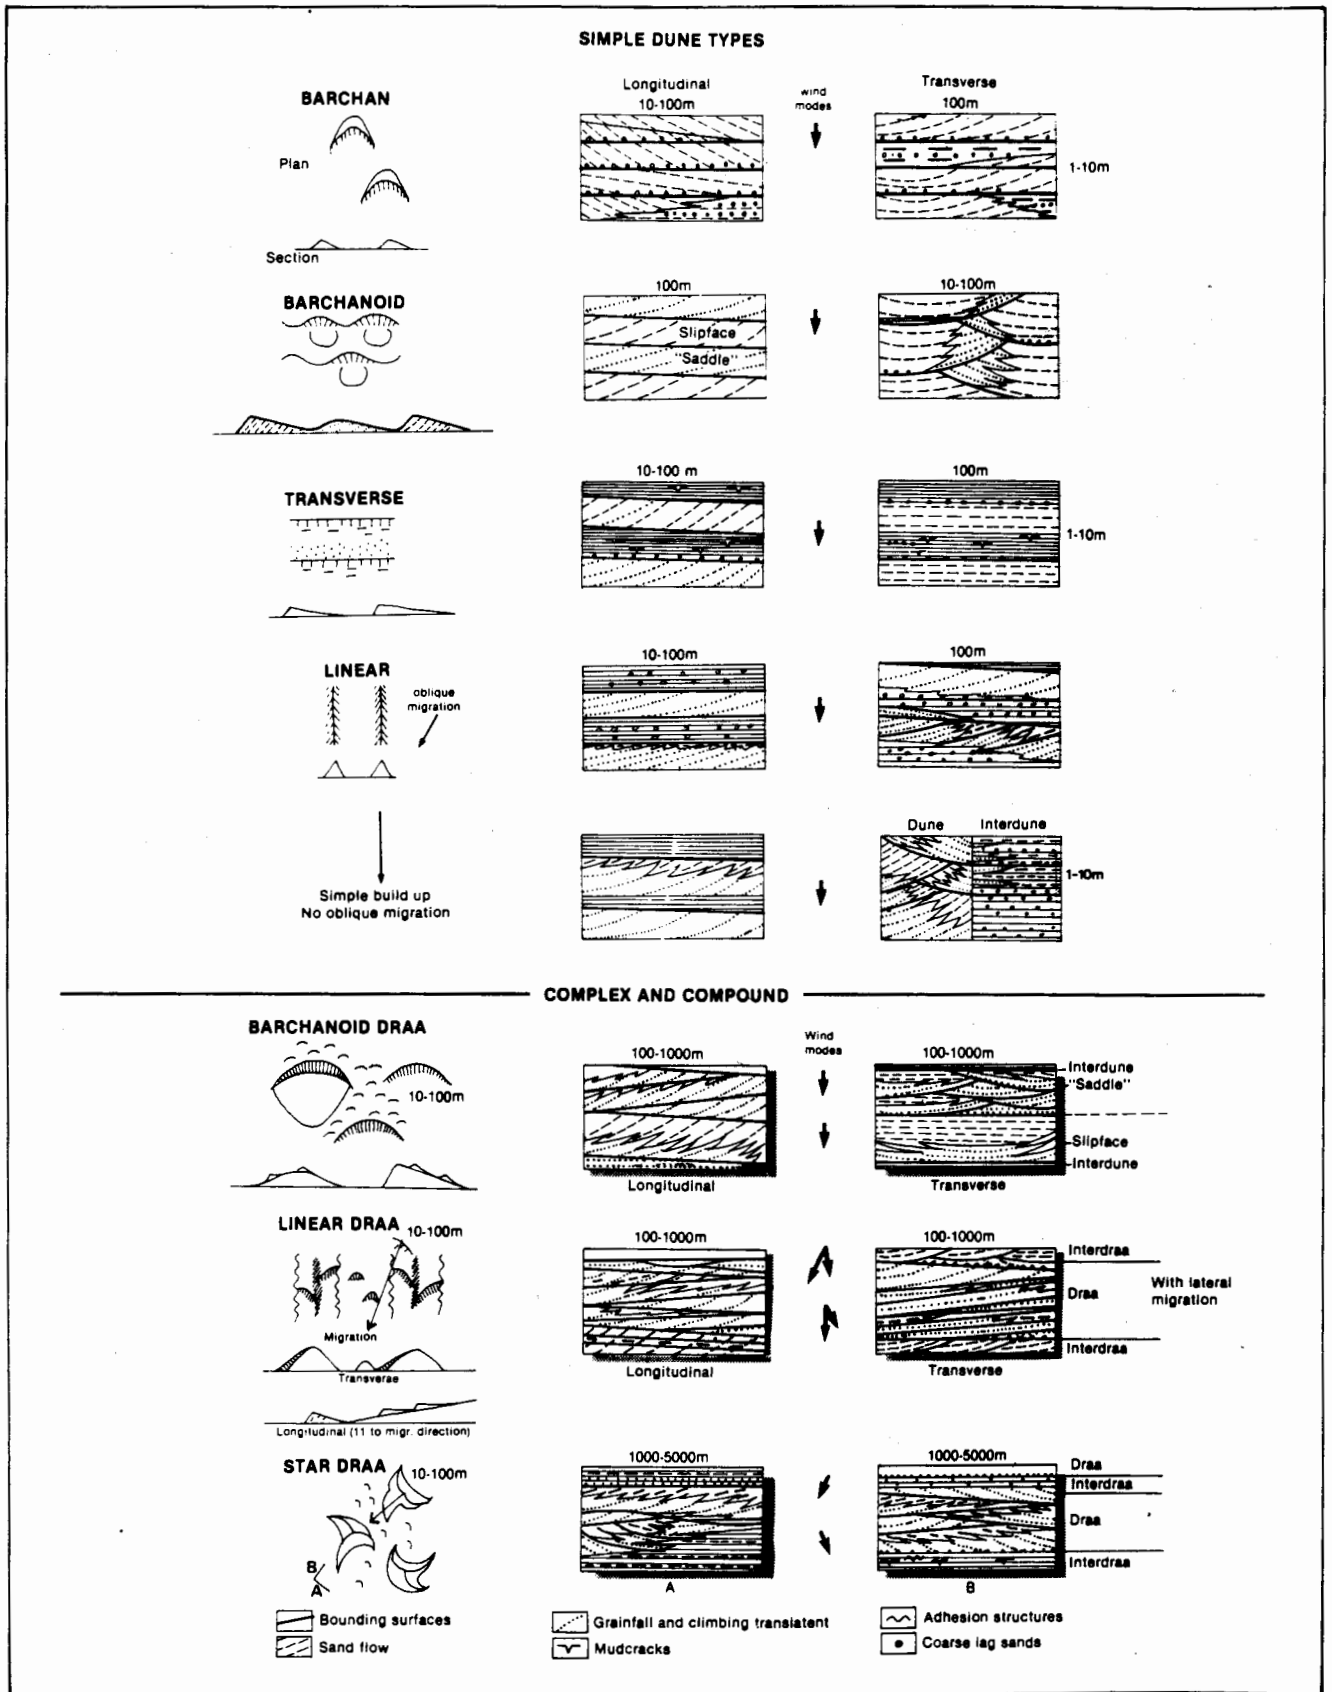 SIMPLE DUNE TYPES
BARCHAN
Plan
Section
Longitudinal
10-100m
wind
modes
Transverse
100m
1-10m
BARCHANOID
100m
Slipface
"Saddle"
10-100m
TRANSVERSE
10-100 m
100m
1-10m
LINEAR
oblique
migration
10-100m
100m
Simple build up
No oblique migration
Dune
Interdune
1-10m
COMPLEX AND COMPOUND
BARCHANOID DRAA
10-100m
100-1000m
Longitudinal
Wind
modes
100-1000m
Transverse
Interdune
"Saddle"
Slipface
Interdune
LINEAR DRAA
10-100m
Migration
Transverse
Longitudinal (11 to migr. direction)
100-1000m
Longitudinal
100-1000m
Transverse
Interdraa
Draa
Interdraa
With lateral
migration
STAR DRAA
10-100m
B
A
1000-5000m
A
1000-5000m
B
Draa
Interdraa
Draa
Interdraa
Bounding surfaces
Sand flow
Grainfall and climbing translatent
Mudcracks
Adhesion structures
Coarse lag sands